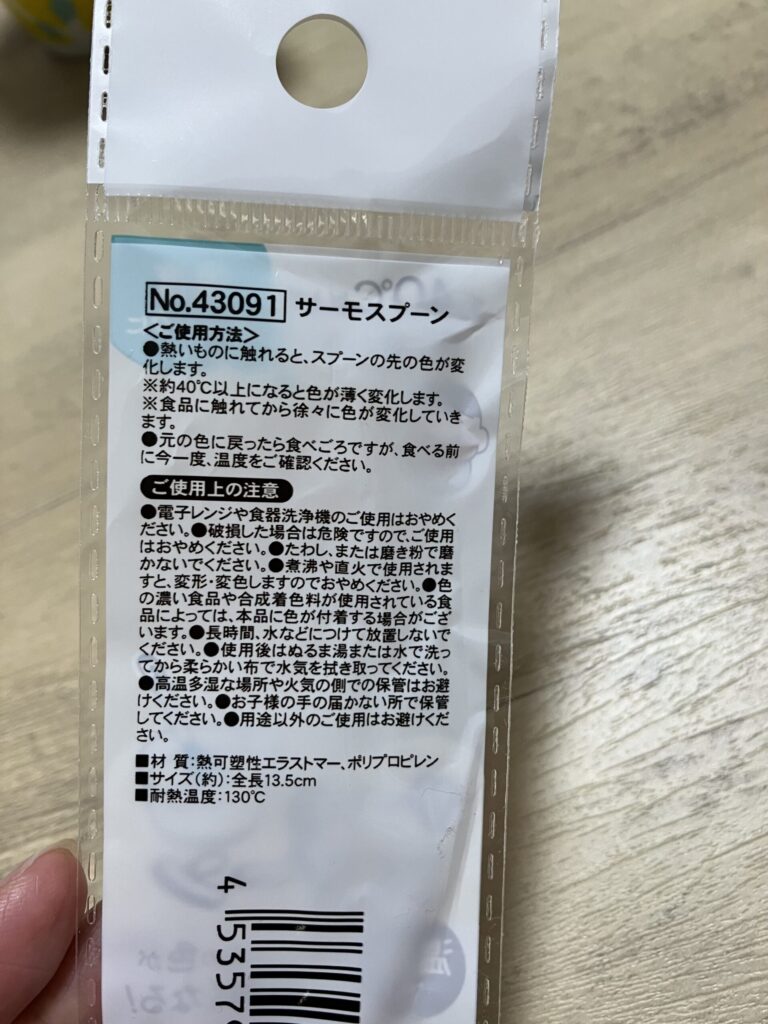 No.43091 サーモスプーン
＜ご使用方法＞
●熱いものに触れると、スプーンの先の色が変
化します。
※約40℃以上になると色が薄く変化します。
※食品に触れてから徐々に色が変化していき
ます。
●元の色に戻ったら食べごろですが、食べる前
に今一度、温度をご確認ください。
ご使用上の注意
●電子レンジや食器洗浄機のご使用はおやめく
ださい。●破損した場合は危険ですので、ご使用
はおやめください。●たわし、または磨き粉で磨
かないでください。●煮沸や直火で使用されま
すと、変形・変色しますのでおやめください。●色
の濃い食品や合成着色料が使用されている食
品によっては、本品に色が付着する場合がござ
います。●長時間、水などにつけて放置しないで
ください。●使用後はぬるま湯または水で洗っ
てから柔らかい布で水気を拭き取ってください。
●高温多湿な場所や火気の側での保管はお避
けください。●お子様の手の届かない所で保管
してください。●用途以外のご使用はお避けくだ
さい。
■材 質：熱可塑性エラストマー、ポリプロピレン
■サイズ(約)：全長13.5cm
■耐熱温度：130℃
4 5357